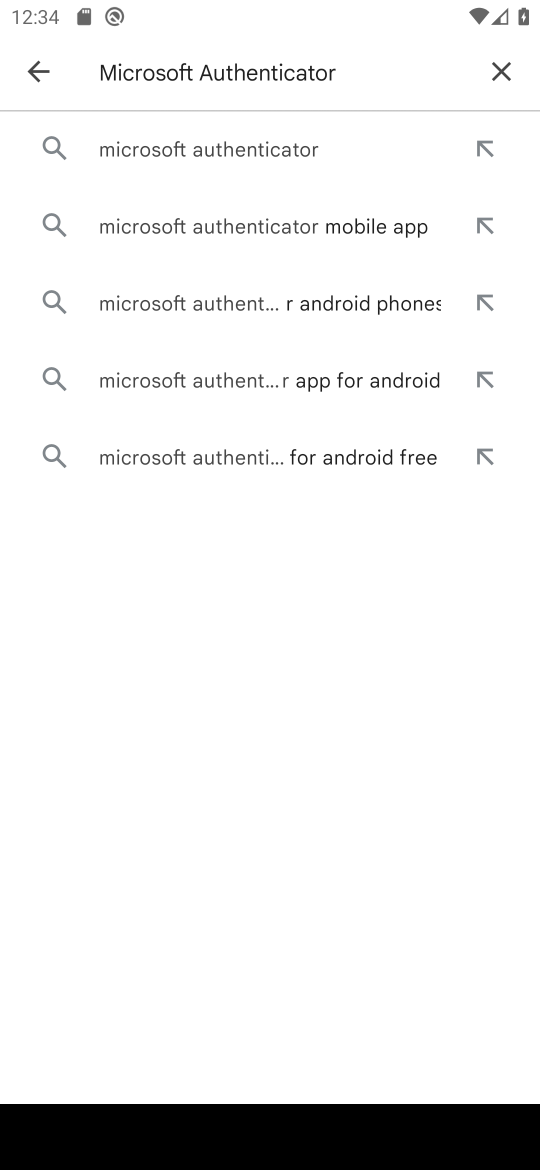 12:34
Microsoft Authenticator
microsoft authenticator
microsoft authenticator mobile app
microsoft authent... r android phones
microsoft authent...r app for android
microsoft authenti... for android free